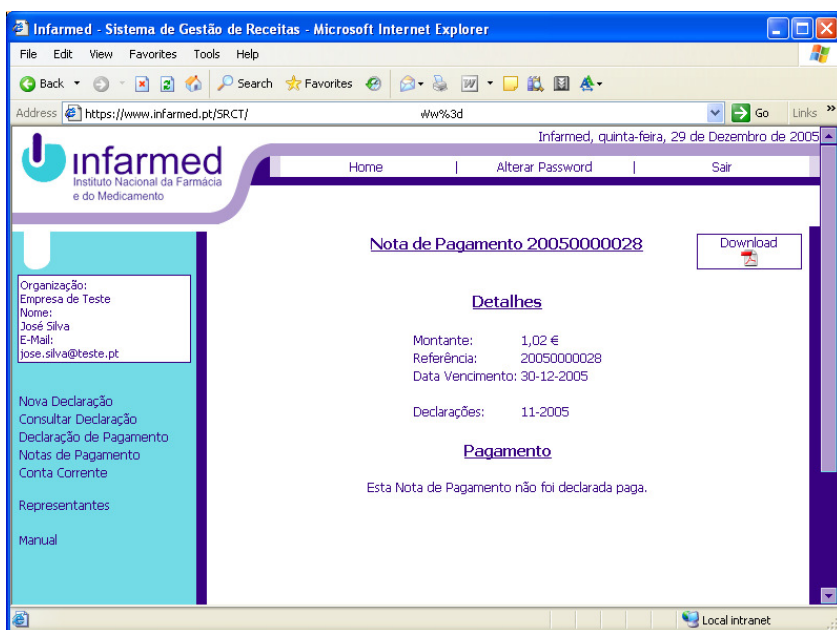 Infarmed - Sistema de Gestão de Receitas - Microsoft Internet Explorer
File Edit View Favorites Tools Help
Back Search Favorites
Address https://www.infarmed.pt/SRCT/ Ww%3d Go Links »
Infarmed, quinta-feira, 29 de Dezembro de 2005
infarmed
Instituto Nacional da Farmácia
e do Medicamento
Home | Alterar Password | Sair
Nota de Pagamento 20050000028
Download
Organização:
Empresa de Teste
Nome:
José Silva
E-Mail:
jose.silva@teste.pt
Detalhes
Montante: 1,02 €
Referência: 20050000028
Data Vencimento: 30-12-2005
Declarações: 11-2005
Pagamento
Esta Nota de Pagamento não foi declarada paga.
Nova Declaração
Consultar Declaração
Declaração de Pagamento
Notas de Pagamento
Conta Corrente
Representantes
Manual
Local intranet